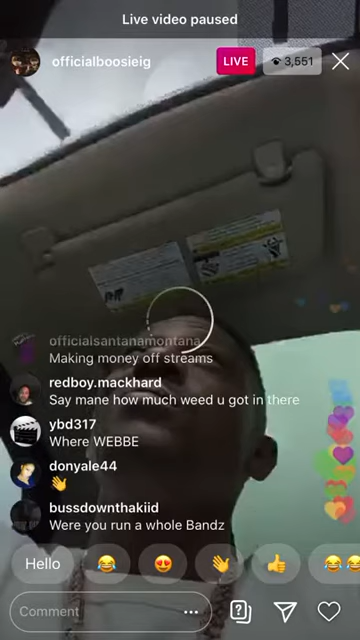 Live video paused
officialboosieig
LIVE
3,551
officialsantanamontana
Making money off streams
redboy.mackhard
Say mane how much weed u got in there
ybd317
Where WEBBE
donyale44
👋
bussdownthakiid
Were you run a whole Bandz
Hello 😂 😍 👋 👍 😂😂
Comment